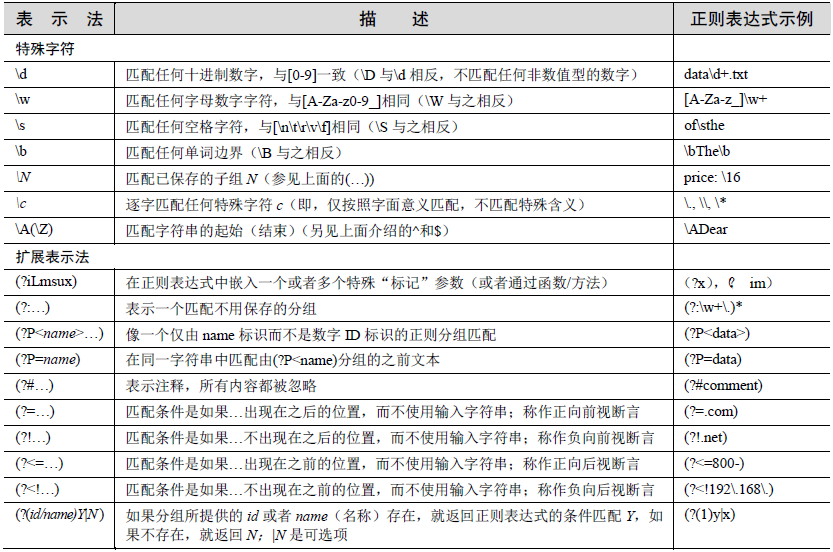 表 示 法 描 述 正则表达式示例
特殊字符
\d 匹配任何十进制数字，与[0-9]一致（\D 与\d 相反，不匹配任何非数值型的数字） data\d+.txt
\w 匹配任何字母数字字符，与[A-Za-z0-9_]相同（\W 与之相反） [A-Za-z_]\w+
\s 匹配任何空格字符，与[\n\t\r\v\f]相同（\S 与之相反） of\sthe
\b 匹配任何单词边界（\B 与之相反） \bThe\b
\N 匹配已保存的子组 N（参见上面的(…)) price: \16
\c 逐字匹配任何特殊字符 c（即，仅按照字面意义匹配，不匹配特殊含义） \., \\, \*
\A(\Z) 匹配字符串的起始（结束）（另见上面介绍的^和$） \ADear
扩展表示法
(?iLmsux) 在正则表达式中嵌入一个或者多个特殊“标记”参数（或者通过函数/方法） （?x），(? im）
(?:…) 表示一个匹配不用保存的分组 (?:\w+\.)*
(?P<name>…) 像一个仅由 name 标识而不是数字 ID 标识的正则分组匹配 (?P<data>)
(?P=name) 在同一字符串中匹配由(?P<name)分组的之前文本 (?P=data)
(?#…) 表示注释，所有内容都被忽略 (?#comment)
(?=…) 匹配条件是如果…出现在之后的位置，而不使用输入字符串；称作正向前视断言 (?=.com)
(?!…) 匹配条件是如果…不出现在之后的位置，而不使用输入字符串；称作负向前视断言 (?!.net)
(?<=…) 匹配条件是如果…出现在之前的位置，而不使用输入字符串；称作正向后视断言 (?<=800-)
(?<!…) 匹配条件是如果…不出现在之前的位置，而不使用输入字符串；称作负向后视断言 (?<!192\.168\.)
(?(id/name)Y|N ) 如果分组所提供的 id 或者 name（名称）存在，就返回正则表达式的条件匹配 Y，如 (?(1)y|x)
果不存在，就返回 N；|N 是可选项